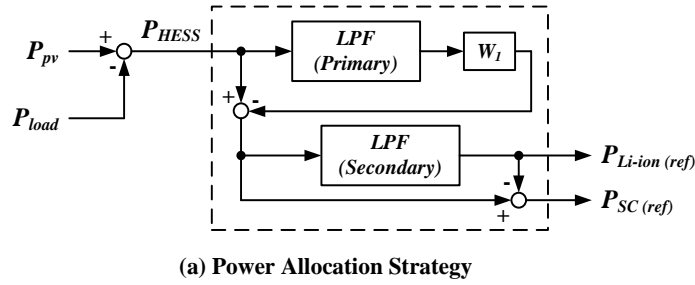 P_pv
+
-
P_load
P_HESS
LPF
(Primary)
W_1
+
-
LPF
(Secondary)
P_Li-ion (ref)
-
+
P_SC (ref)
(a) Power Allocation Strategy